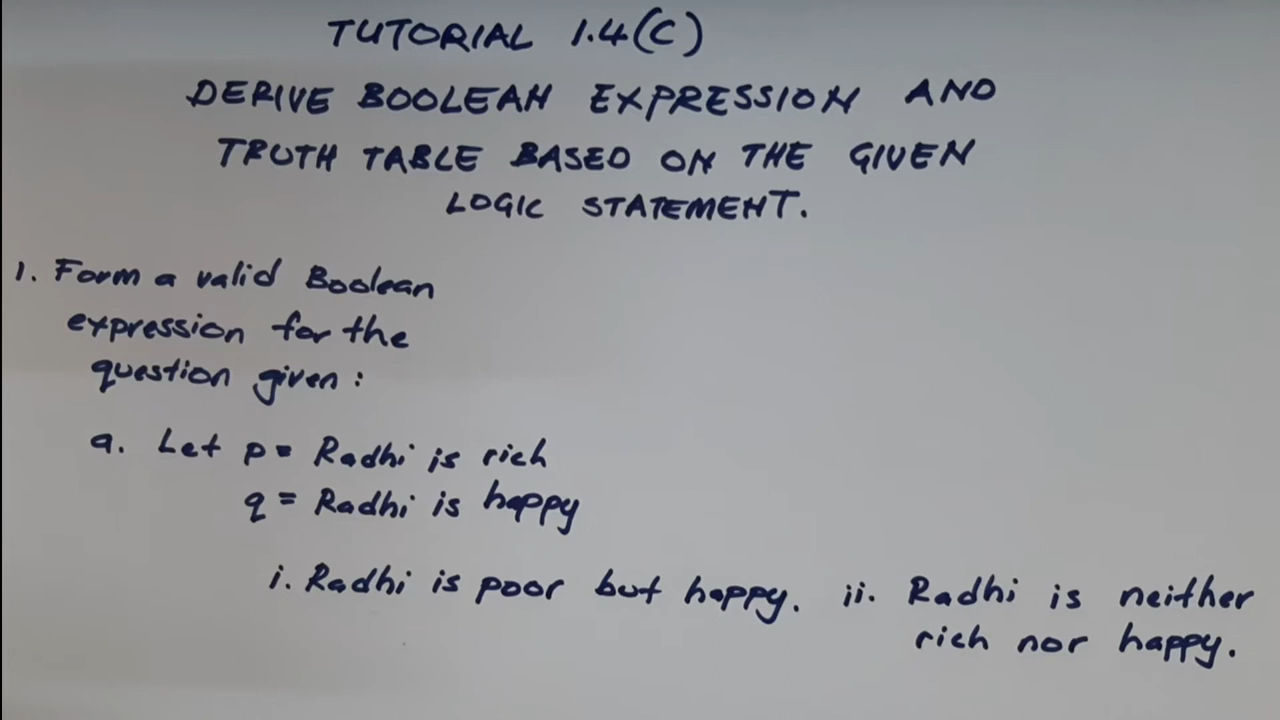 TUTORIAL 1.4(C)
DERIVE BOOLEAN EXPRESSION AND
TRUTH TABLE BASED ON THE GIVEN
LOGIC STATEMENT.
1. Form a valid Boolean
expression for the
question given:
a. Let p = Radhi is rich
q = Radhi is happy
i. Radhi is poor but happy.
ii. Radhi is neither
rich nor happy.